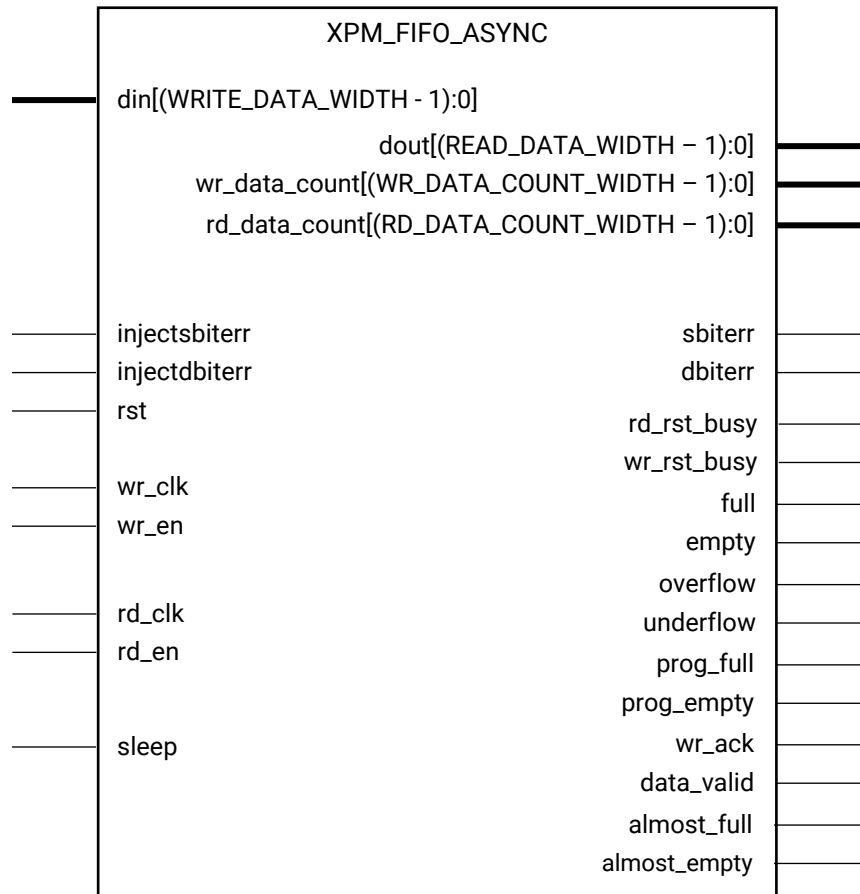 XPM_FIFO_ASYNC
din[(WRITE_DATA_WIDTH - 1):0]
dout[(READ_DATA_WIDTH – 1):0]
wr_data_count[(WR_DATA_COUNT_WIDTH – 1):0]
rd_data_count[(RD_DATA_COUNT_WIDTH – 1):0]
injectsbiterr sbiterr
injectdbiterr dbiterr
rst
rd_rst_busy
wr_rst_busy
wr_clk
full
wr_en
empty
overflow
rd_clk
underflow
rd_en
prog_full
prog_empty
sleep wr_ack
data_valid
almost_full
almost_empty